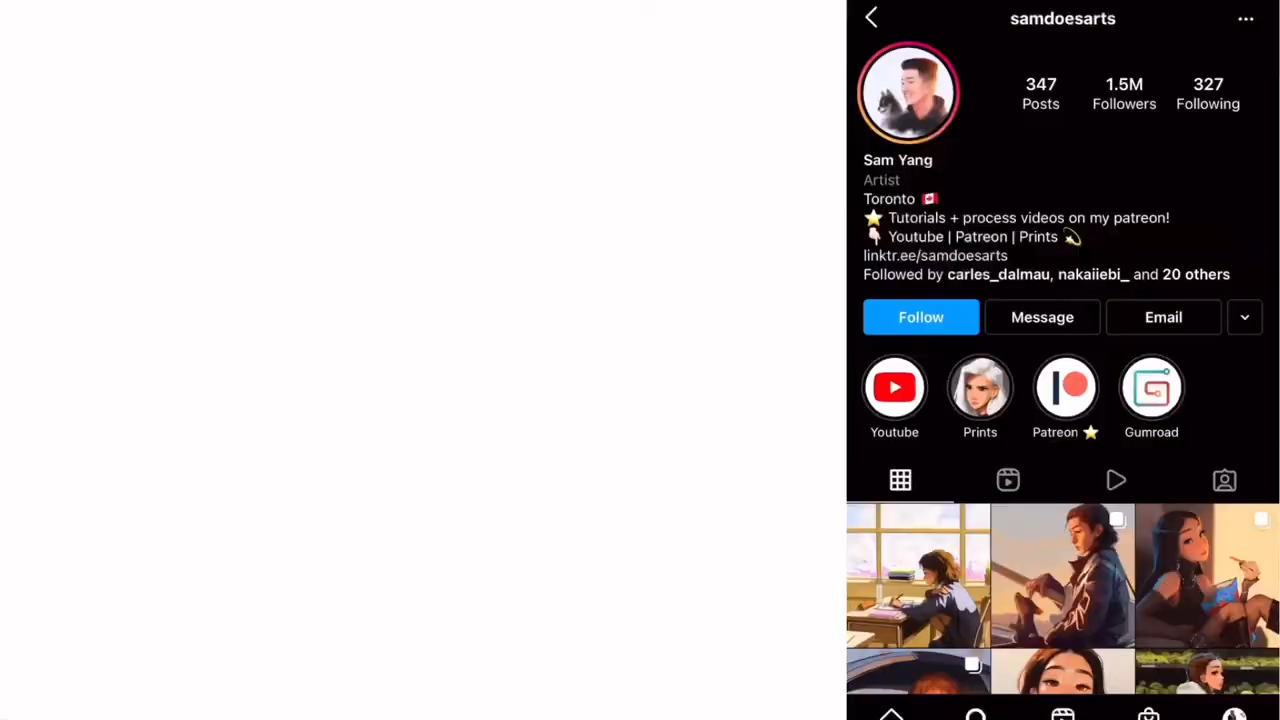 samdoesarts
347
Posts
1.5M
Followers
327
Following
Sam Yang
Artist
Toronto 🇨🇦
⭐ Tutorials + process videos on my patreon!
👇🏻 Youtube | Patreon | Prints 💫
linktr.ee/samdoesarts
Followed by carles_dalmau, nakaiiebi_ and 20 others
Follow Message Email
Youtube Prints Patreon ⭐ Gumroad